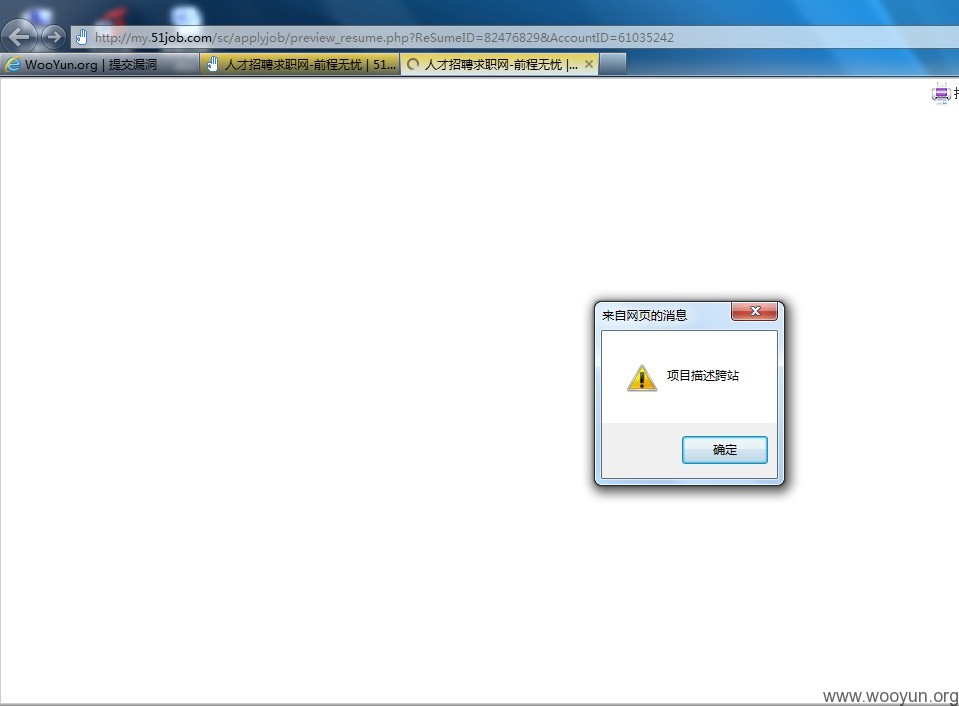 http://my.51job.com/sc/applyjob/preview_resume.php?ReSumeID=82476829&AccountID=61035242
WooYun.org | 提交漏洞
人才招聘求职网-前程无忧 | 51...
人才招聘求职网-前程无忧 |...
来自网页的消息
项目描述跨站
确定
www.wooyun.org